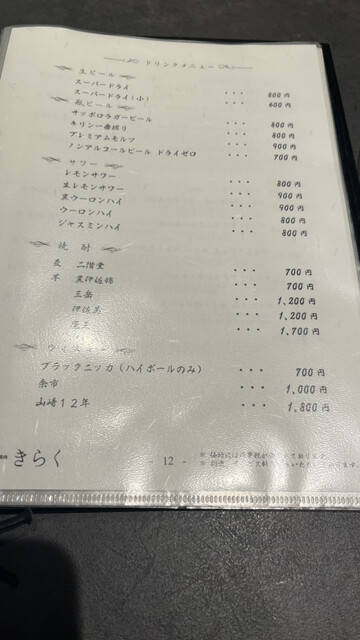 ドリンクメニュー
生ビール
スーパードライ ・・・ 800円
スーパードライ(小) ・・・ 600円
瓶ビール
サッポロラガービール ・・・ 800円
キリン一番搾り ・・・ 800円
プレミアムモルツ ・・・ 900円
ノンアルコールビール ドライゼロ ・・・ 700円
サワー
レモンサワー ・・・ 800円
生レモンサワー ・・・ 900円
黒ウーロンハイ ・・・ 900円
ウーロンハイ ・・・ 800円
ジャスミンハイ ・・・ 800円
焼酎
麦 二階堂 ・・・ 700円
芋 黒伊佐錦 ・・・ 700円
三岳 ・・・ 1,200円
伊佐美 ・・・ 1,200円
・・・ 1,700円
ウイスキー
ブラックニッカ(ハイボールのみ) ・・・ 700円
余市 ・・・ 1,000円
山崎12年 ・・・ 1,800円
きらく - 12 -